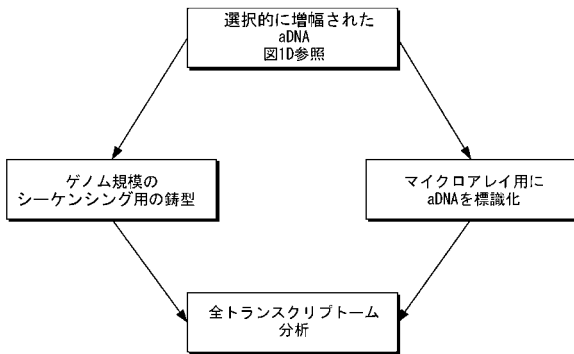 選択的に増幅された
aDNA
図1D参照
ゲノム規模の
シーケンシング用の鋳型
マイクロアレイ用に
aDNAを標識化
全トランスクリプトーム
分析